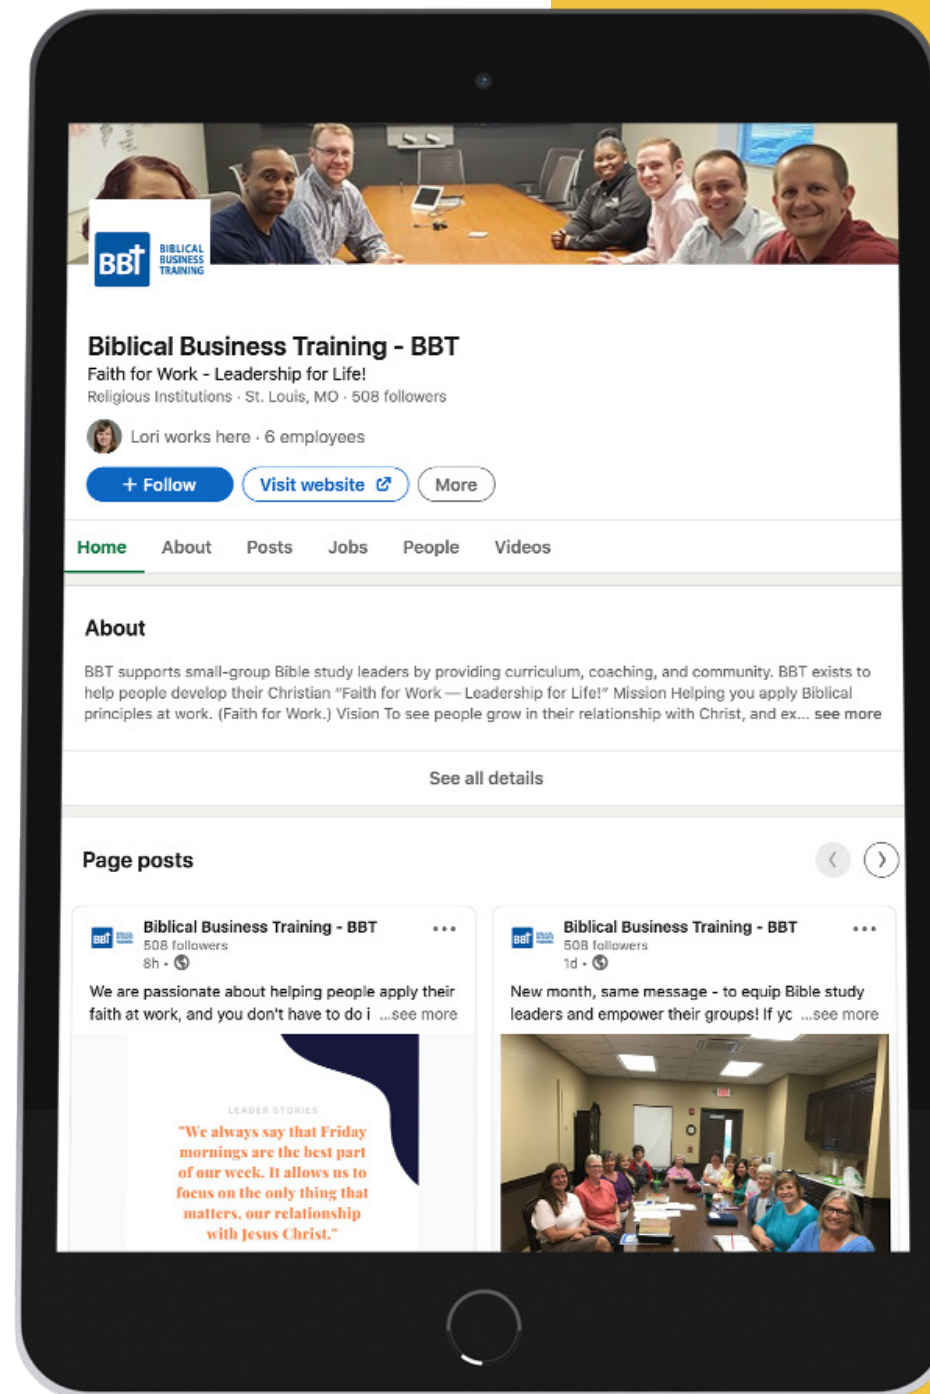 BBT
BIBLICAL
BUSINESS
TRAINING
Biblical Business Training - BBT
Faith for Work - Leadership for Life!
Religious Institutions · St. Louis, MO · 508 followers
Lori works here · 6 employees
+ Follow
Visit website
More
Home
About
Posts
Jobs
People
Videos
About
BBT supports small-group Bible study leaders by providing curriculum, coaching, and community. BBT exists to
help people develop their Christian “Faith for Work — Leadership for Life!” Mission Helping you apply Biblical
principles at work. (Faith for Work.) Vision To see people grow in their relationship with Christ, and ex... see more
See all details
Page posts
BBT
Biblical Business Training - BBT
508 followers
8h •
We are passionate about helping people apply their
faith at work, and you don't have to do i ...see more
LEADER STORIES
"We always say that Friday
mornings are the best part
of our week. It allows us to
focus on the only thing that
matters, our relationship
with Jesus Christ."
BBT
Biblical Business Training - BBT
508 followers
1d •
New month, same message - to equip Bible study
leaders and empower their groups! If yo ...see more